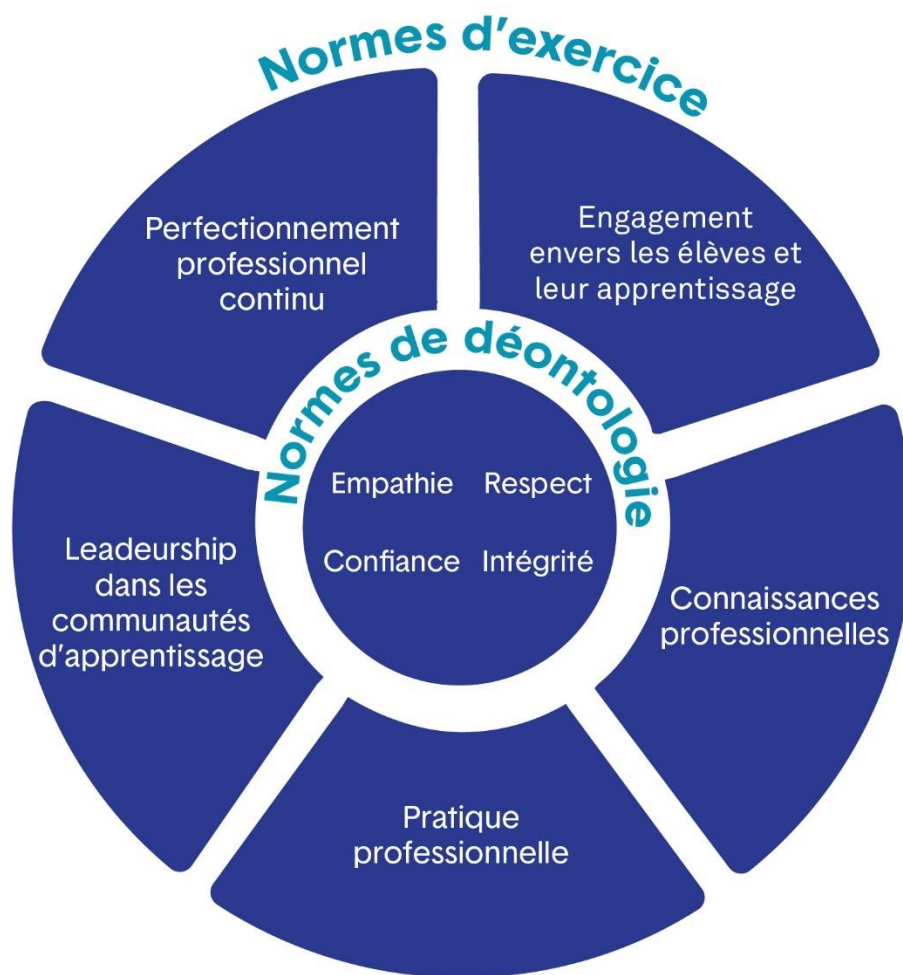 Normes d'exercice
Perfectionnement
professionnel
continu
Engagement
envers les élèves et
leur apprentissage
Normes de déontologie
Empathie Respect
Confiance Intégrité
Leadeurship
dans les
communautés
d'apprentissage
Connaissances
professionnelles
Pratique
professionnelle